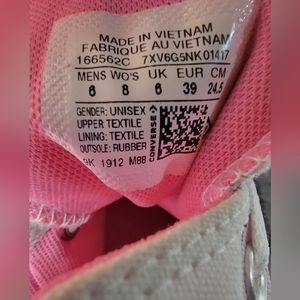 MADE IN VIETNAM
FABRIQUE AU VIETNAM
166562C 7XV6G5NK01417
MENS WO'S UK EUR CM
6 8 6 39 24.5
GENDER: UNISEX
UPPER TEXTILE
LINING: TEXTILE
OUTSOLE: RUBBER
CONVERSE
1912 M88